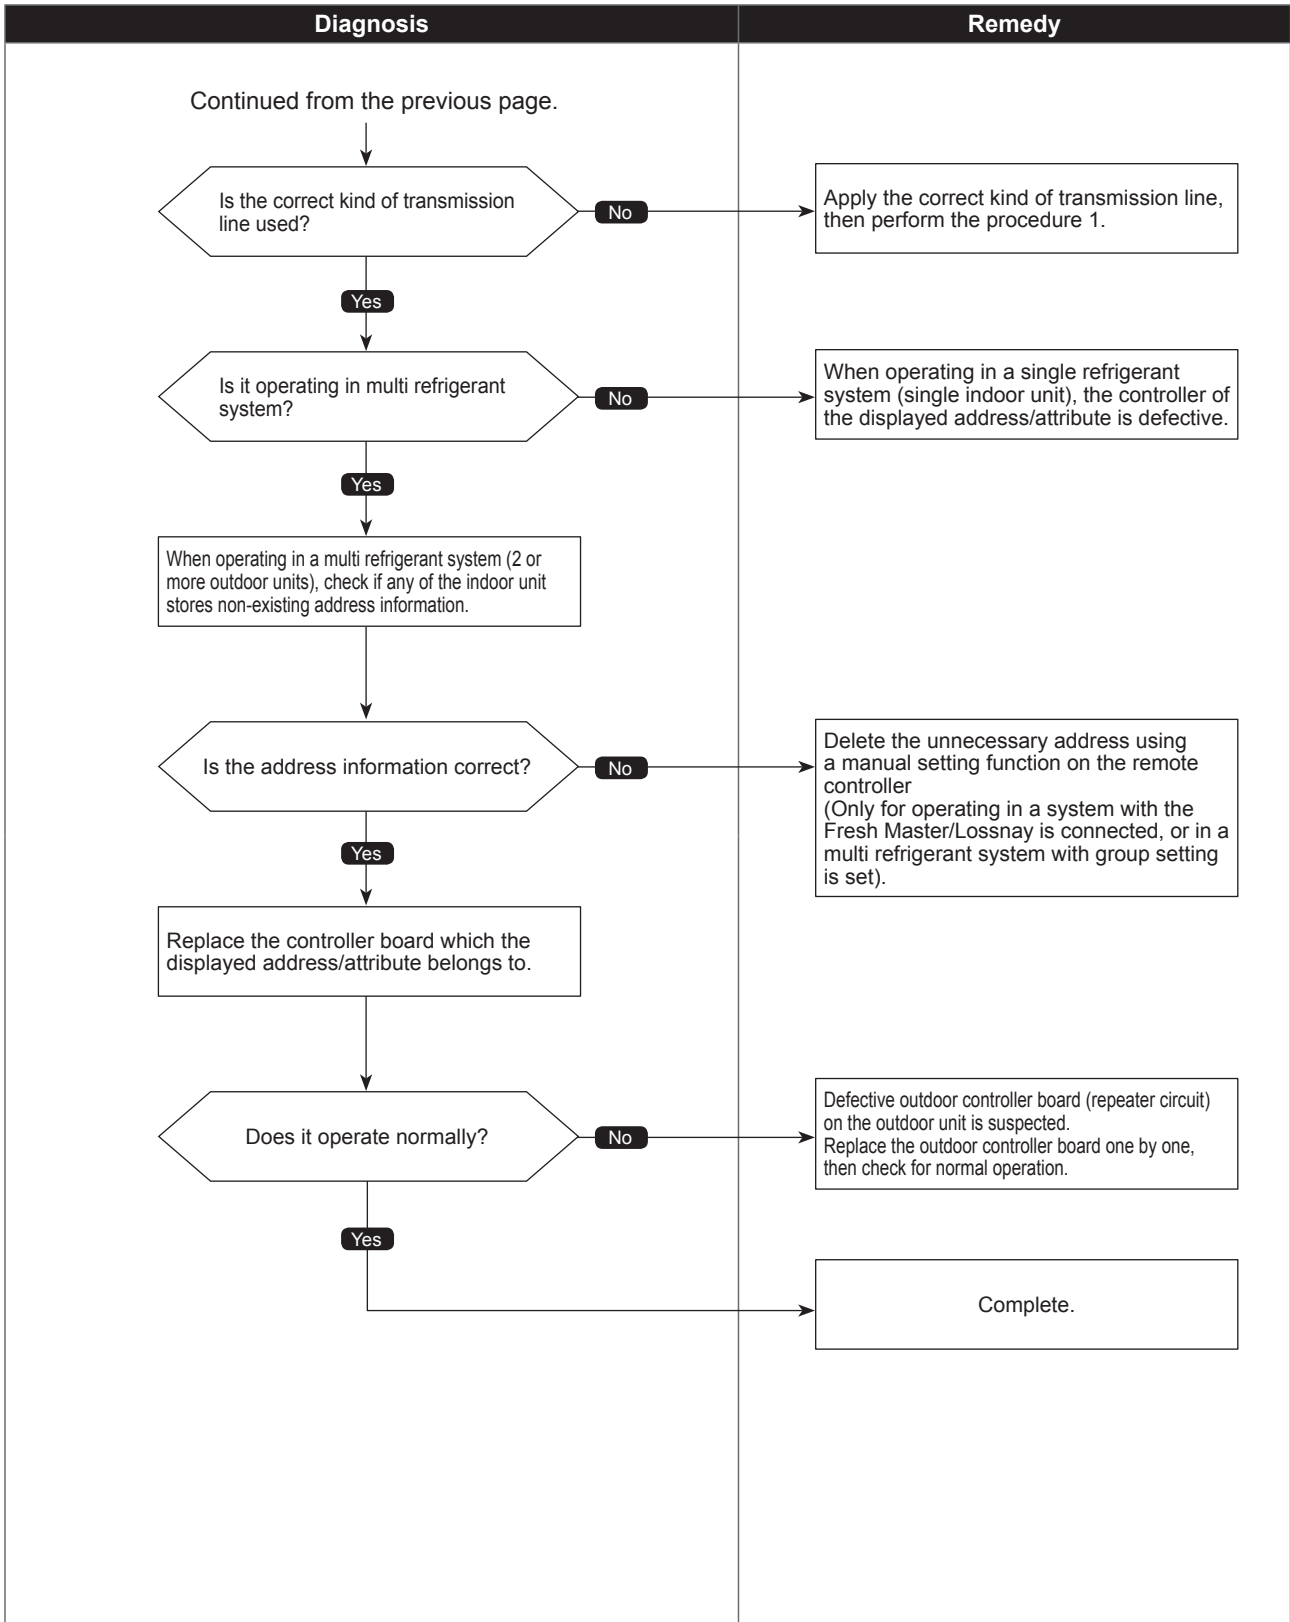 Diagnosis
Remedy
Continued from the previous page.
Is the correct kind of transmission
line used?
No
Apply the correct kind of transmission line,
then perform the procedure 1.
Yes
Is it operating in multi refrigerant
system?
No
When operating in a single refrigerant
system (single indoor unit), the controller of
the displayed address/attribute is defective.
Yes
When operating in a multi refrigerant system (2 or
more outdoor units), check if any of the indoor unit
stores non-existing address information.
Is the address information correct?
No
Delete the unnecessary address using
a manual setting function on the remote
controller
(Only for operating in a system with the
Fresh Master/Lossnay is connected, or in a
multi refrigerant system with group setting
is set).
Yes
Replace the controller board which the
displayed address/attribute belongs to.
Does it operate normally?
No
Defective outdoor controller board (repeater circuit)
on the outdoor unit is suspected.
Replace the outdoor controller board one by one,
then check for normal operation.
Yes
Complete.